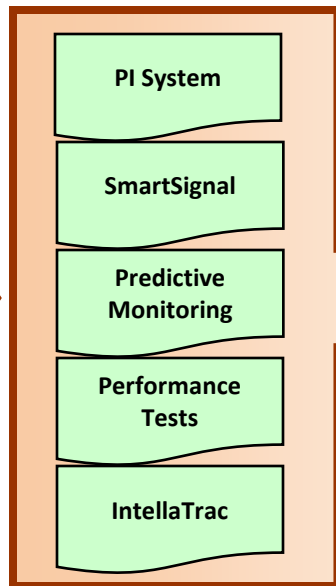 PI System
SmartSignal
Predictive
Monitoring
Performance
Tests
IntellaTrac